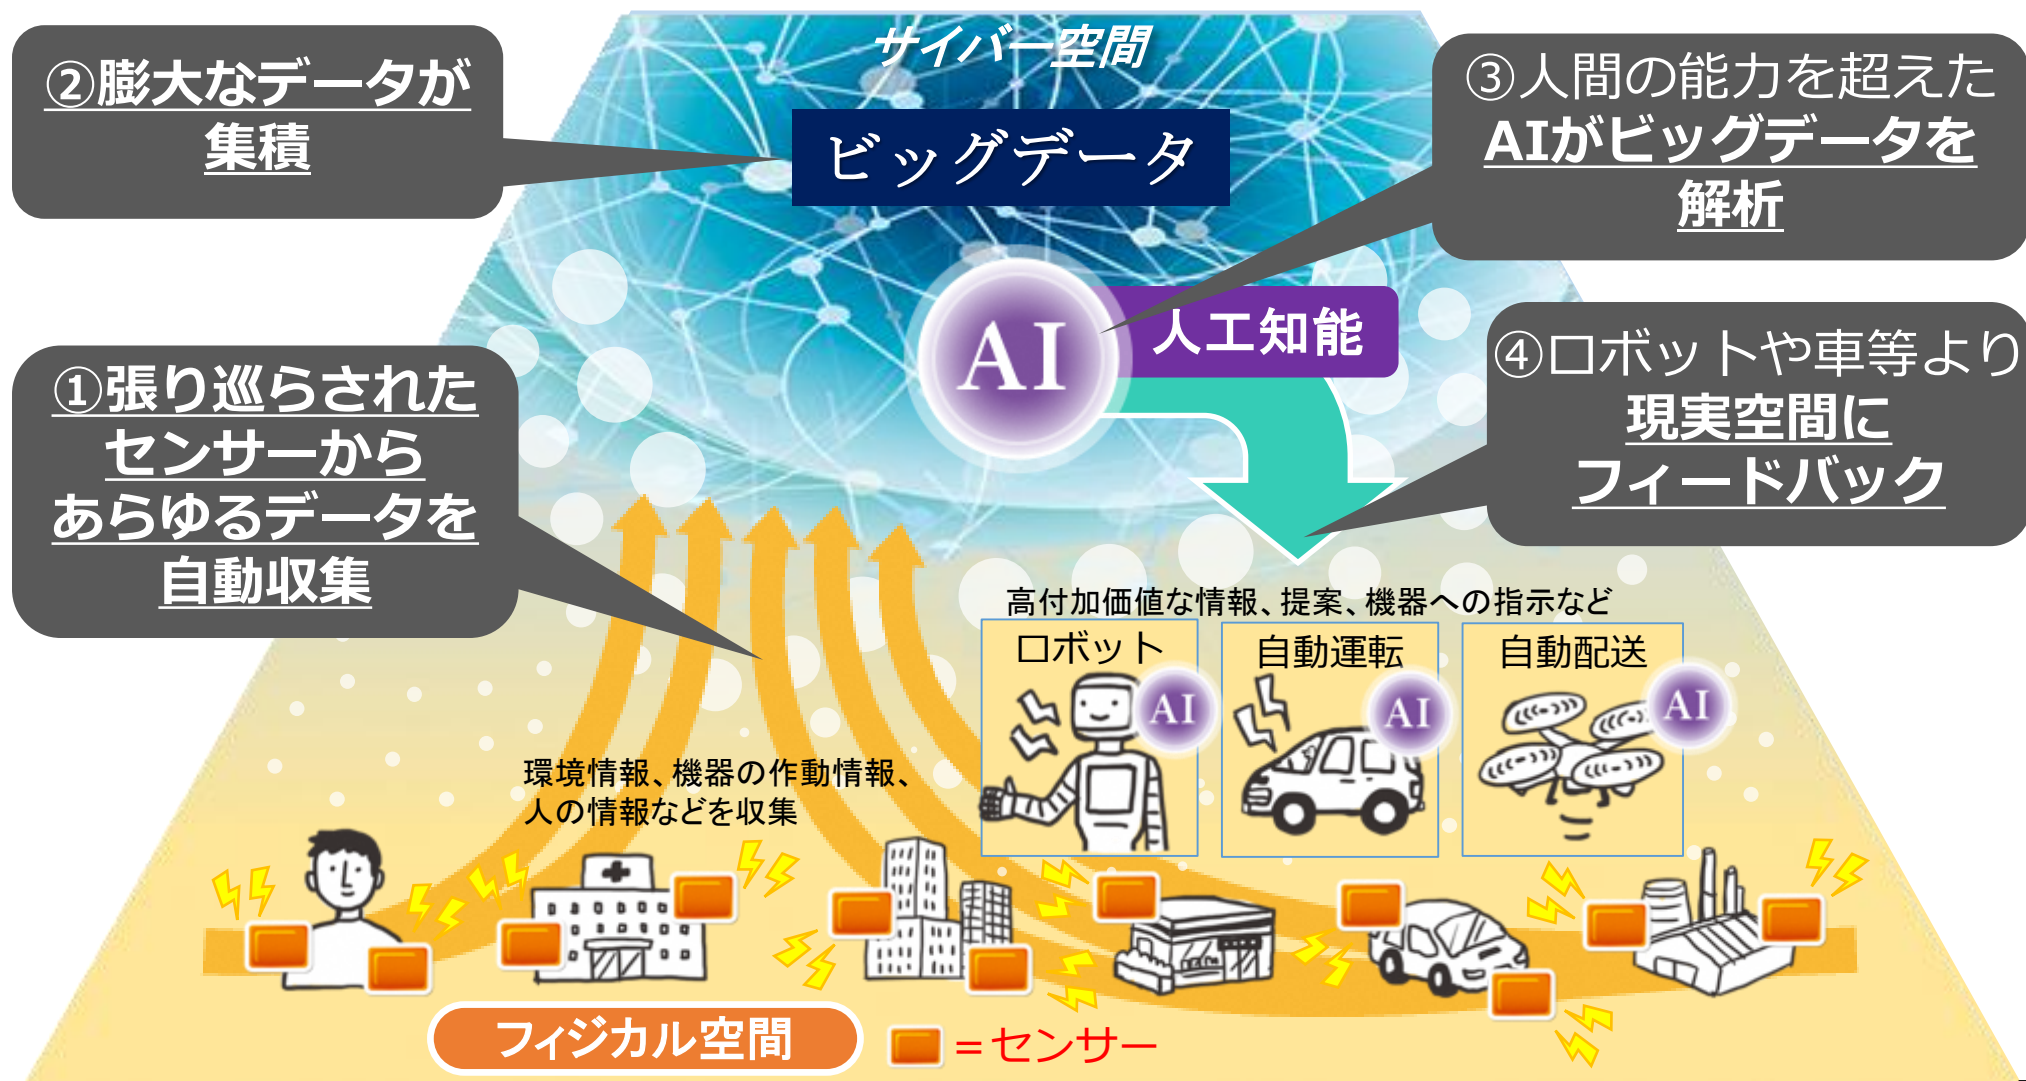 サイバー空間
②膨大なデータが
集積
ビッグデータ
③人間の能力を超えた
AIがビッグデータを
解析
AI
人工知能
①張り巡らされた
センサーから
あらゆるデータを
自動収集
④ロボットや車等より
現実空間に
フィードバック
高付加価値な情報、提案、機器への指示など
ロボット
AI
自動運転
AI
自動配送
AI
環境情報、機器の作動情報、
人の情報などを収集
フィジカル空間
=センサー